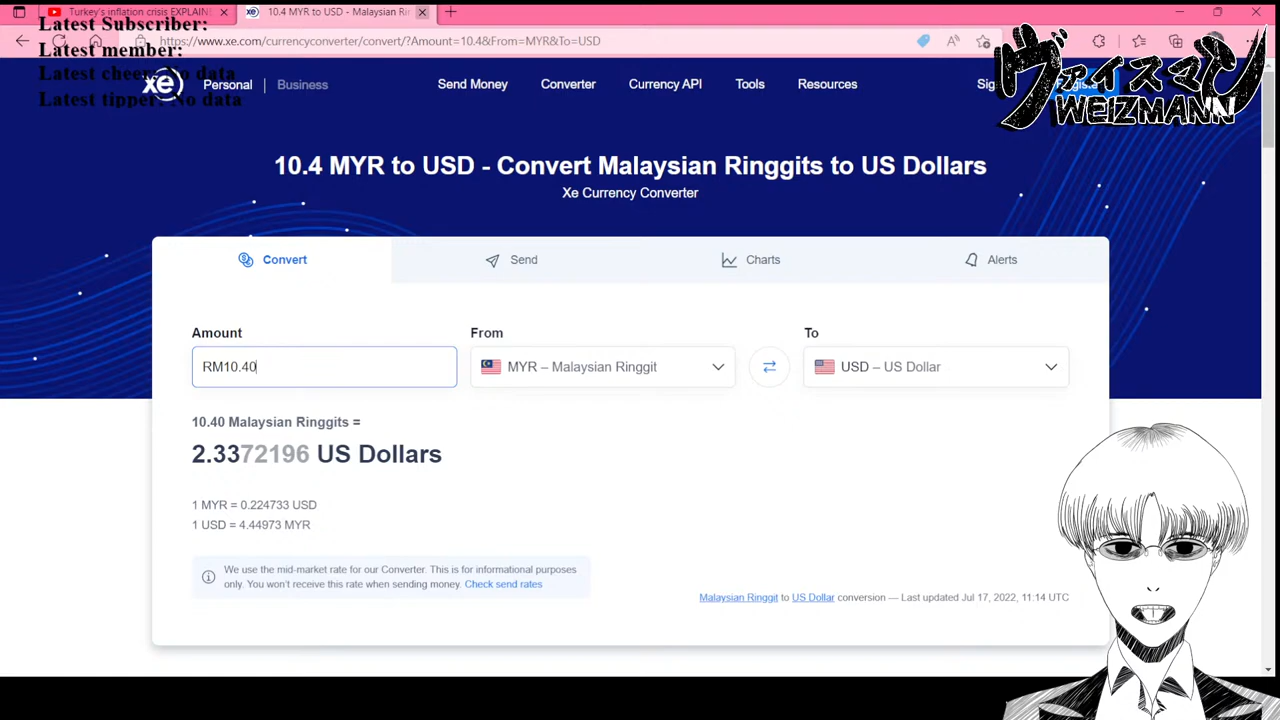 Turkey's inflation crisis EXPLAIN
10.4 MYR to USD - Malaysian Ri
Latest Subscriber:
https://www.xe.com/currencyconverter/convert/?Amount=10.4&From=MYR&To=USD
Latest member:
Latest cheer: No data
xe Personal | Business Send Money Converter Currency API Tools Resources
Latest tipper: No data
ヴァイスマン
WEIZMANN
10.4 MYR to USD - Convert Malaysian Ringgits to US Dollars
Xe Currency Converter
Convert Send Charts Alerts
Amount From To
RM10.40 MYR – Malaysian Ringgit USD – US Dollar
10.40 Malaysian Ringgits =
2.3372196 US Dollars
1 MYR = 0.224733 USD
1 USD = 4.44973 MYR
We use the mid-market rate for our Converter. This is for informational purposes
only. You won't receive this rate when sending money. Check send rates
Malaysian Ringgit to US Dollar conversion — Last updated Jul 17, 2022, 11:14 UTC